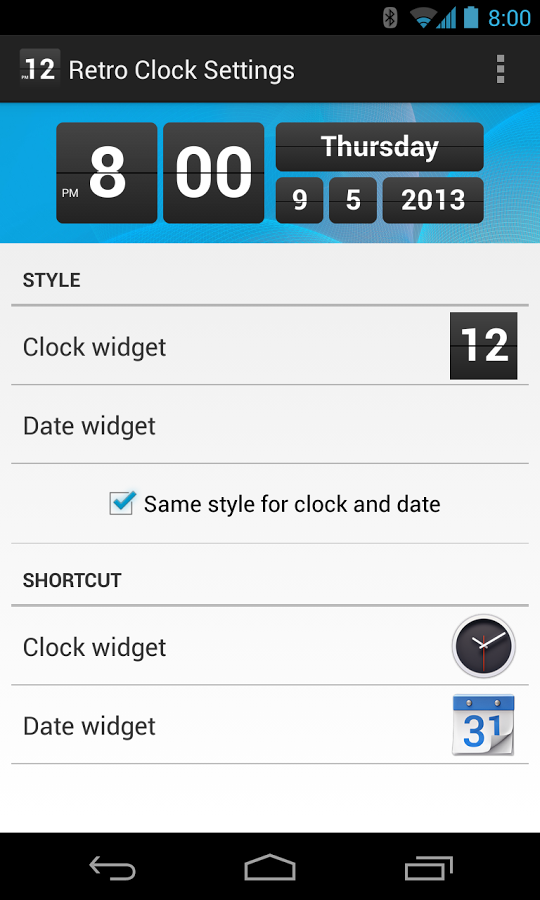 8:00
PM 12 Retro Clock Settings
PM 8 00 Thursday
9 5 2013
STYLE
Clock widget 12
Date widget
Same style for clock and date
SHORTCUT
Clock widget
Date widget 31